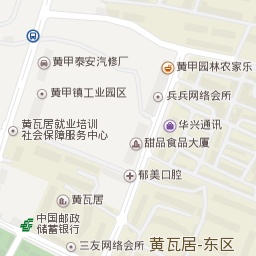 黄甲泰安汽修厂
黄甲园林农家乐
黄甲镇工业园区
兵兵网络会所
黄瓦居就业培训
社会保障服务中心
华兴通讯
甜品食品大厦
郁美口腔
黄瓦居
中国邮政
储蓄银行
三友网络会所
黄瓦居-东区